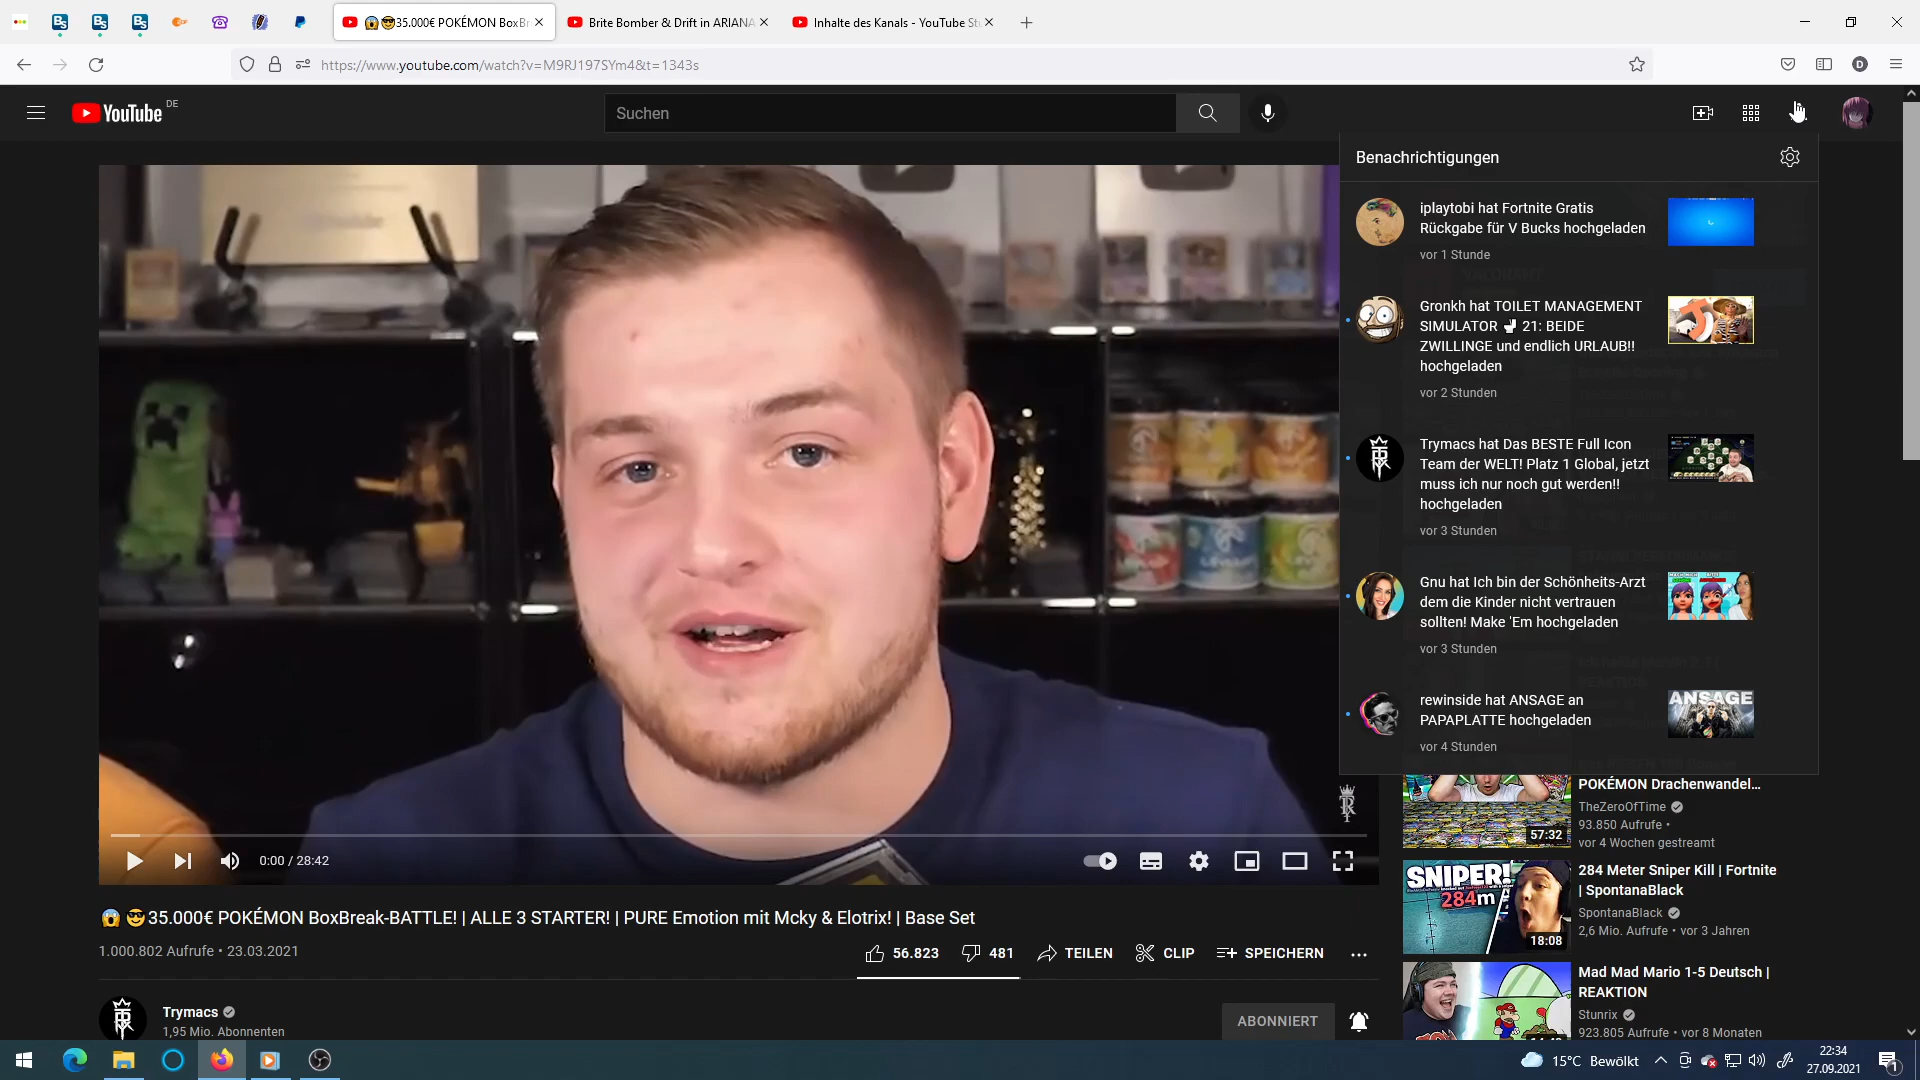 😱😎35.000€ POKÉMON BoxBr
Brite Bomber & Drift in ARIANA
Inhalte des Kanals - YouTube St
https://www.youtube.com/watch?v=M9RJ197SYm4&t=1343s
YouTube DE
Suchen
Benachrichtigungen
iplaytobi hat Fortnite Gratis
Rückgabe für V Bucks hochgeladen
vor 1 Stunde
Gronkh hat TOILET MANAGEMENT
SIMULATOR 🚽 21: BEIDE
ZWILLINGE und endlich URLAUB!!
hochgeladen
vor 2 Stunden
Trymacs hat Das BESTE Full Icon
Team der WELT! Platz 1 Global, jetzt
muss ich nur noch gut werden!!
hochgeladen
vor 3 Stunden
Gnu hat Ich bin der Schönheits-Arzt
dem die Kinder nicht vertrauen
sollten! Make 'Em hochgeladen
vor 3 Stunden
rewinside hat ANSAGE an
PAPAPLATTE hochgeladen
vor 4 Stunden
ANSAGE
POKÉMON Drachenwandel...
TheZeroOfTime
93.850 Aufrufe •
vor 4 Wochen gestreamt
57:32
0:00 / 28:42
SNIPER!
284m
18:08
284 Meter Sniper Kill | Fortnite
| SpontanaBlack
SpontanaBlack
2,6 Mio. Aufrufe • vor 3 Jahren
😱😎35.000€ POKÉMON BoxBreak-BATTLE! | ALLE 3 STARTER! | PURE Emotion mit Mcky & Elotrix! | Base Set
1.000.802 Aufrufe • 23.03.2021
56.823
481
TEILEN
CLIP
SPEICHERN
Mad Mad Mario 1-5 Deutsch |
REAKTION
Stunrix
923.805 Aufrufe • vor 8 Monaten
Trymacs
1,95 Mio. Abonnenten
ABONNIERT
15°C Bewölkt
22:34
27.09.2021
1